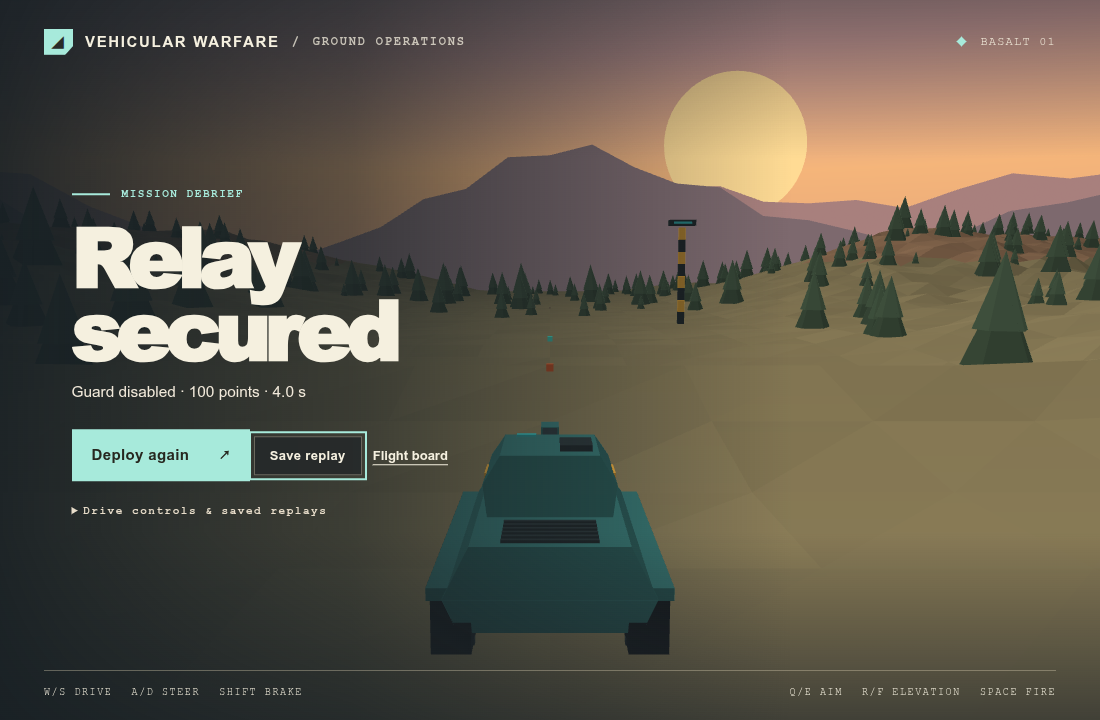 VEHICULAR WARFARE / GROUND OPERATIONS
BASALT 01
MISSION DEBRIEF
Relay
secured
Guard disabled · 100 points · 4.0 s
Deploy again ↗
Save replay
Flight board
Drive controls & saved replays
W/S DRIVE A/D STEER SHIFT BRAKE
Q/E AIM R/F ELEVATION SPACE FIRE